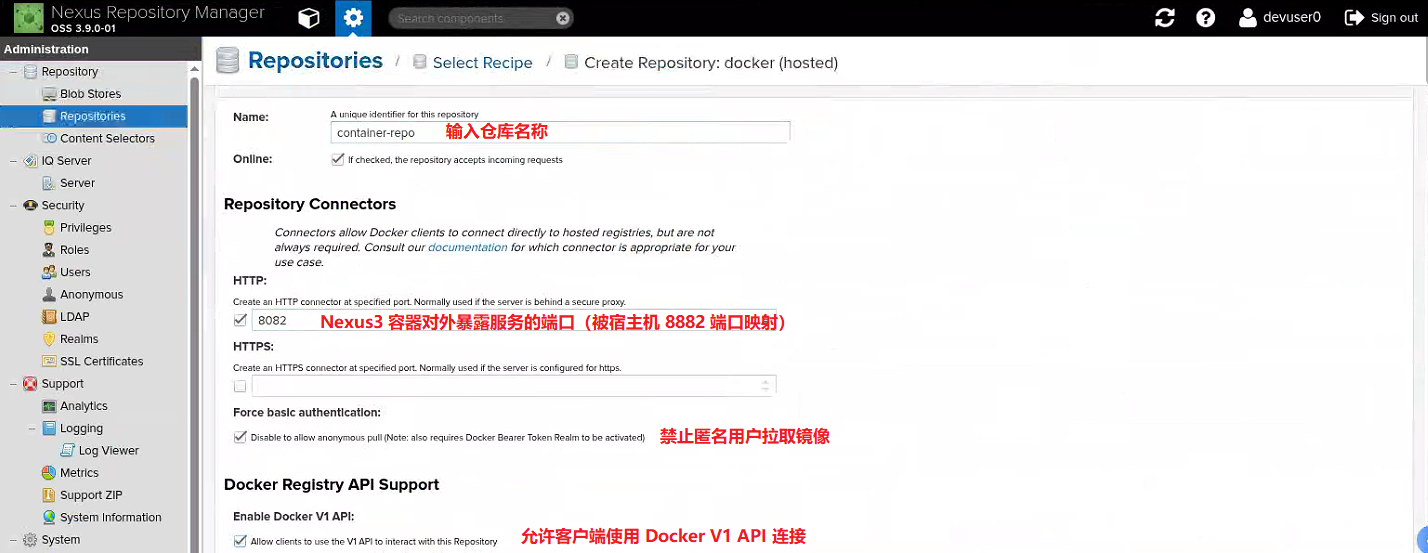 Nexus Repository Manager
OSS 3.9.0-01
Search components
devuser0
Sign out
Administration
Repository
Blob Stores
Repositories
Content Selectors
IQ Server
Server
Security
Privileges
Roles
Users
Anonymous
LDAP
Realms
SSL Certificates
Support
Analytics
Logging
Log Viewer
Metrics
Support ZIP
System Information
System
Repositories / Select Recipe / Create Repository: docker (hosted)
Name:
A unique identifier for this repository
container-repo 输入仓库名称
Online:
If checked, the repository accepts incoming requests
Repository Connectors
Connectors allow Docker clients to connect directly to hosted registries, but are not
always required. Consult our documentation for which connector is appropriate for your
use case.
HTTP:
Create an HTTP connector at specified port. Normally used if the server is behind a secure proxy.
8082 Nexus3 容器对外暴露服务的端口（被宿主机 8882 端口映射）
HTTPS:
Create an HTTPS connector at specified port. Normally used if the server is configured for https.
Force basic authentication:
Disable to allow anonymous pull (Note: also requires Docker Bearer Token Realm to be activated) 禁止匿名用户拉取镜像
Docker Registry API Support
Enable Docker V1 API:
Allow clients to use the V1 API to interact with this Repository 允许客户端使用 Docker V1 API 连接